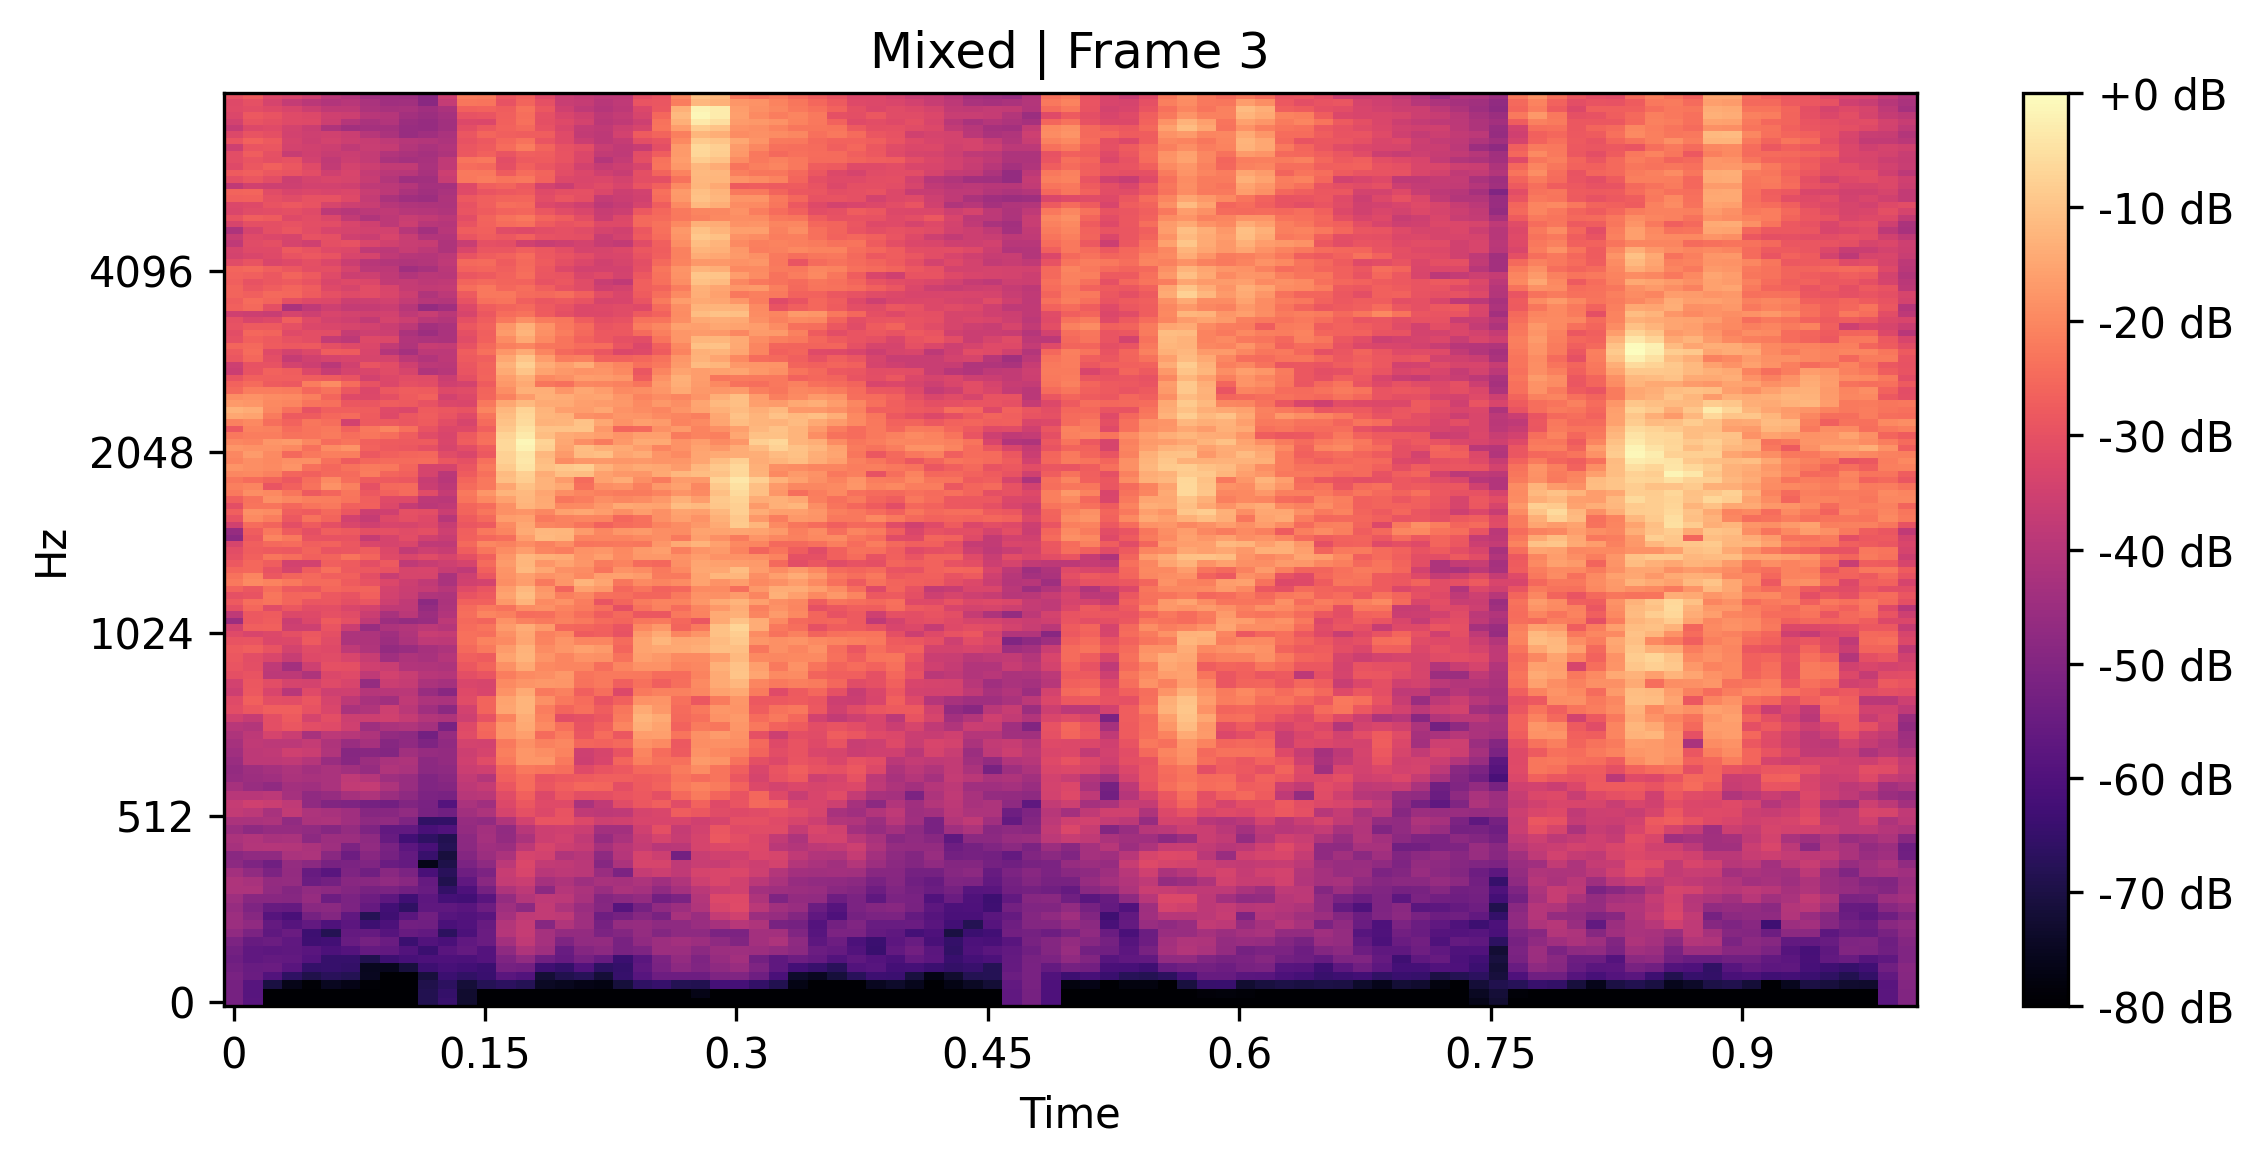 Mixed | Frame 3
+0 dB
-10 dB
-20 dB
-30 dB
-40 dB
-50 dB
-60 dB
-70 dB
-80 dB
Hz
4096
2048
1024
512
0
0 0.15 0.3 0.45 0.6 0.75 0.9
Time